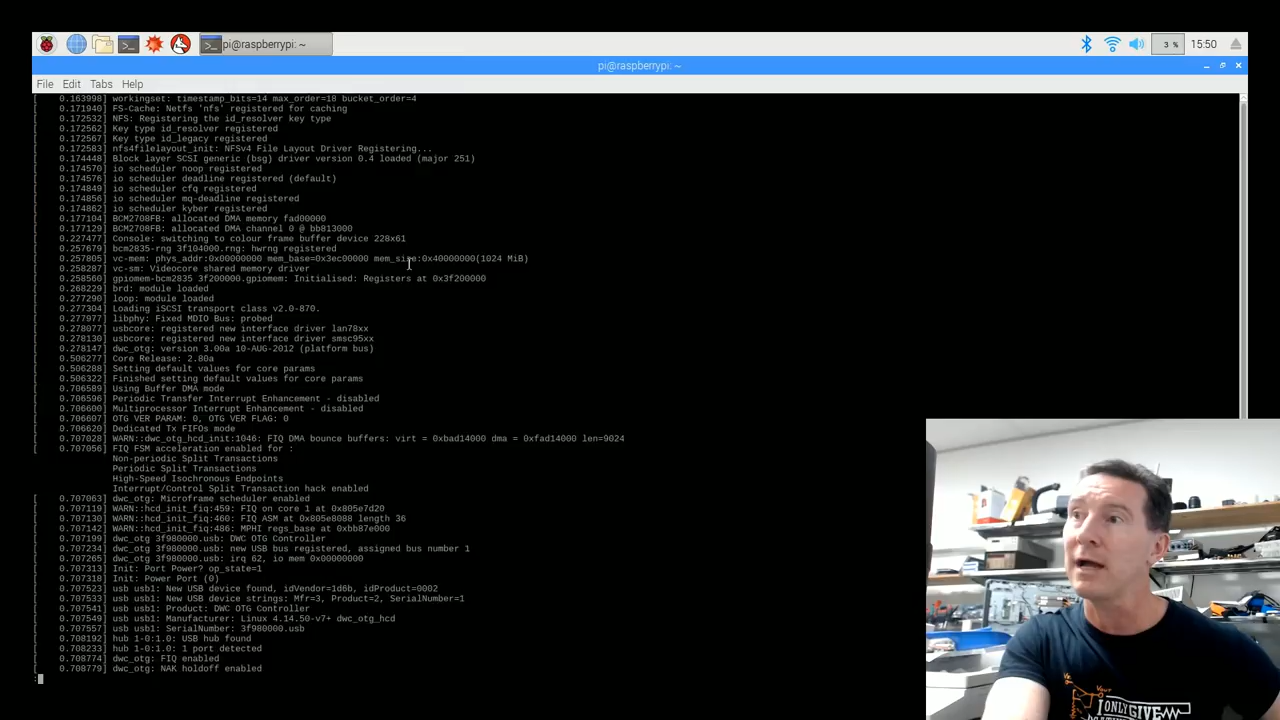 pi@raspberrypi: ~
3 %
15:50
pi@raspberrypi: ~
File Edit Tabs Help
[ 0.163998] workingset: timestamp_bits=14 max_order=18 bucket_order=4
[ 0.171940] FS-Cache: Netfs 'nfs' registered for caching
[ 0.172532] NFS: Registering the id_resolver key type
[ 0.172562] Key type id_resolver registered
[ 0.172567] Key type id_legacy registered
[ 0.172583] nfs4filelayout_init: NFSv4 File Layout Driver Registering...
[ 0.174448] Block layer SCSI generic (bsg) driver version 0.4 loaded (major 251)
[ 0.174570] io scheduler noop registered
[ 0.174576] io scheduler deadline registered (default)
[ 0.174849] io scheduler cfq registered
[ 0.174856] io scheduler mq-deadline registered
[ 0.174862] io scheduler kyber registered
[ 0.177104] BCM2708FB: allocated DMA memory fad00000
[ 0.177129] BCM2708FB: allocated DMA channel 0 @ bb813000
[ 0.227477] Console: switching to colour frame buffer device 228x61
[ 0.257679] bcm2835-rng 3f104000.rng: hwrng registered
[ 0.257805] vc-mem: phys_addr:0x00000000 mem_base=0x3ec00000 mem_size:0x40000000(1024 MiB)
[ 0.258287] vc-sm: Videocore shared memory driver
[ 0.258560] gpiomem-bcm2835 3f200000.gpiomem: Initialised: Registers at 0x3f200000
[ 0.268229] brd: module loaded
[ 0.277290] loop: module loaded
[ 0.277304] Loading iSCSI transport class v2.0-870.
[ 0.277977] libphy: Fixed MDIO Bus: probed
[ 0.278077] usbcore: registered new interface driver lan78xx
[ 0.278130] usbcore: registered new interface driver smsc95xx
[ 0.278147] dwc_otg: version 3.00a 10-AUG-2012 (platform bus)
[ 0.506277] Core Release: 2.80a
[ 0.506288] Setting default values for core params
[ 0.506322] Finished setting default values for core params
[ 0.706589] Using Buffer DMA mode
[ 0.706596] Periodic Transfer Interrupt Enhancement - disabled
[ 0.706600] Multiprocessor Interrupt Enhancement - disabled
[ 0.706607] OTG VER PARAM: 0, OTG VER FLAG: 0
[ 0.706620] Dedicated Tx FIFOs mode
[ 0.707028] WARN::dwc_otg_hcd_init:1046: FIQ DMA bounce buffers: virt = 0xbad14000 dma = 0xfad14000 len=9024
[ 0.707056] FIQ FSM acceleration enabled for :
Non-periodic Split Transactions
Periodic Split Transactions
High-Speed Isochronous Endpoints
Interrupt/Control Split Transaction hack enabled
[ 0.707063] dwc_otg: Microframe scheduler enabled
[ 0.707119] WARN::hcd_init_fiq:459: FIQ on core 1 at 0x805e7d20
[ 0.707130] WARN::hcd_init_fiq:460: FIQ ASM at 0x805e8088 length 36
[ 0.707142] WARN::hcd_init_fiq:486: MPHI regs_base at 0xbb87e000
[ 0.707199] dwc_otg 3f980000.usb: DWC OTG Controller
[ 0.707234] dwc_otg 3f980000.usb: new USB bus registered, assigned bus number 1
[ 0.707265] dwc_otg 3f980000.usb: irq 62, io mem 0x00000000
[ 0.707313] Init: Port Power? op_state=1
[ 0.707318] Init: Power Port (0)
[ 0.707523] usb usb1: New USB device found, idVendor=1d6b, idProduct=0002
[ 0.707533] usb usb1: New USB device strings: Mfr=3, Product=2, SerialNumber=1
[ 0.707541] usb usb1: Product: DWC OTG Controller
[ 0.707549] usb usb1: Manufacturer: Linux 4.14.50-v7+ dwc_otg_hcd
[ 0.707557] usb usb1: SerialNumber: 3f980000.usb
[ 0.708192] hub 1-0:1.0: USB hub found
[ 0.708233] hub 1-0:1.0: 1 port detected
[ 0.708774] dwc_otg: FIQ enabled
[ 0.708779] dwc_otg: NAK holdoff enabled
:
I ONLY GIVE